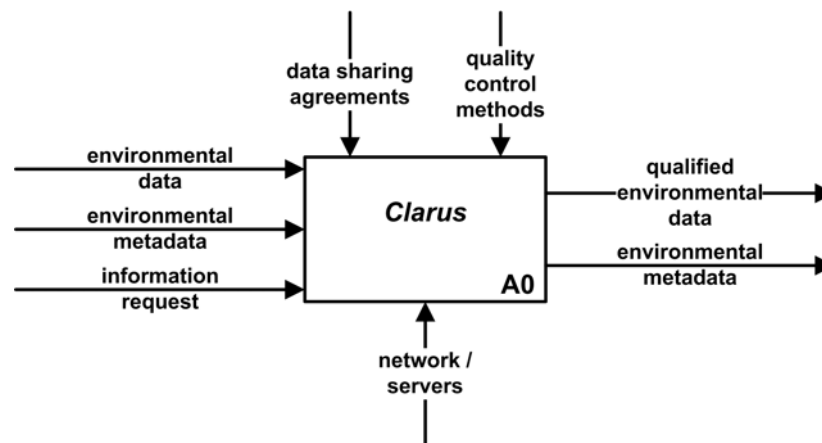 data sharing
agreements
quality
control
methods
environmental
data
environmental
metadata
information
request
Clarus
A0
qualified
environmental
data
environmental
metadata
network /
servers